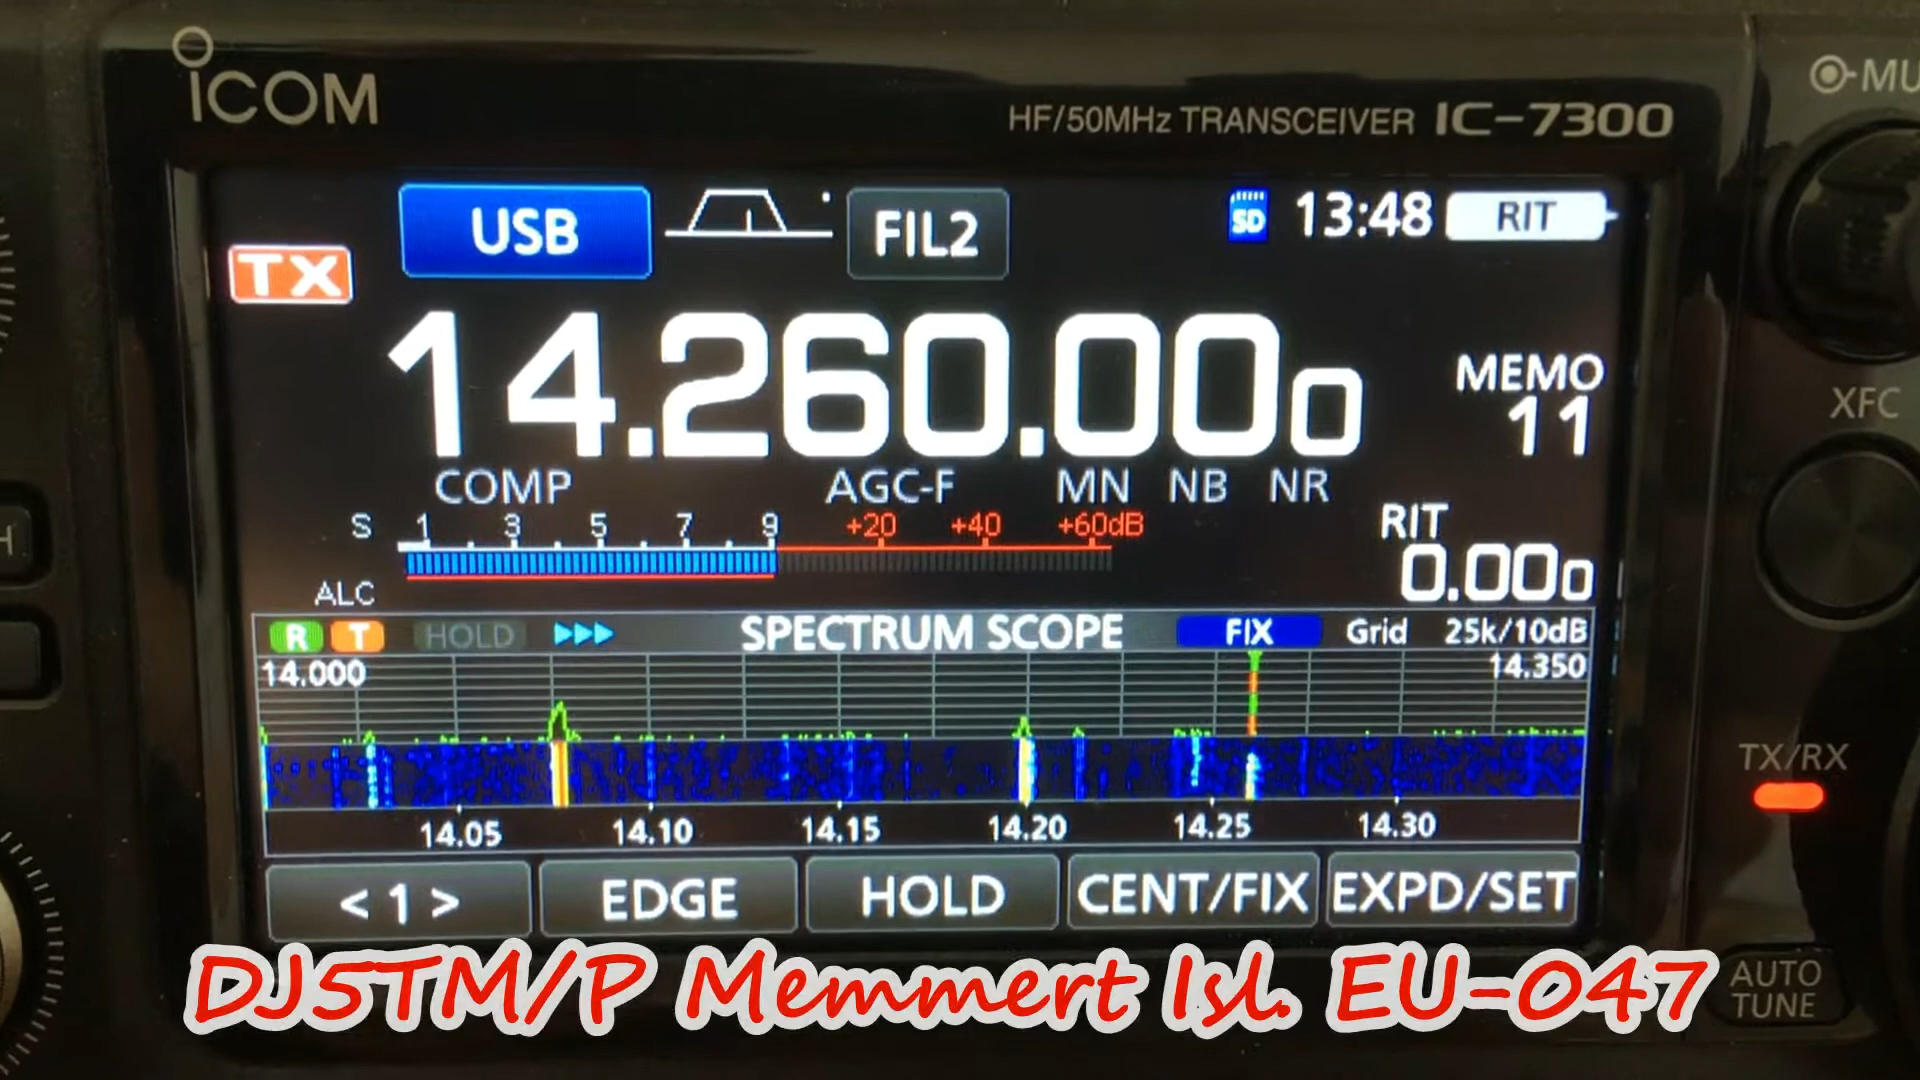 ICOM
HF/50MHz TRANSCEIVER IC-7300
MU
USB
FIL2
SD
13:48
RIT
TX
14.260.000
MEMO
11
XFC
COMP AGC-F MN NB NR
S 1 3 5 7 9 +20 +40 +60dB
RIT
0.000
H
ALC
R T HOLD SPECTRUM SCOPE FIX Grid 25k/10dB
14.000 14.350
TX/RX
14.05 14.10 14.15 14.20 14.25 14.30
< 1 > EDGE HOLD CENT/FIX EXPD/SET
DJ5TM/P Memmert Isl. EU-047
AUTO
TUNE